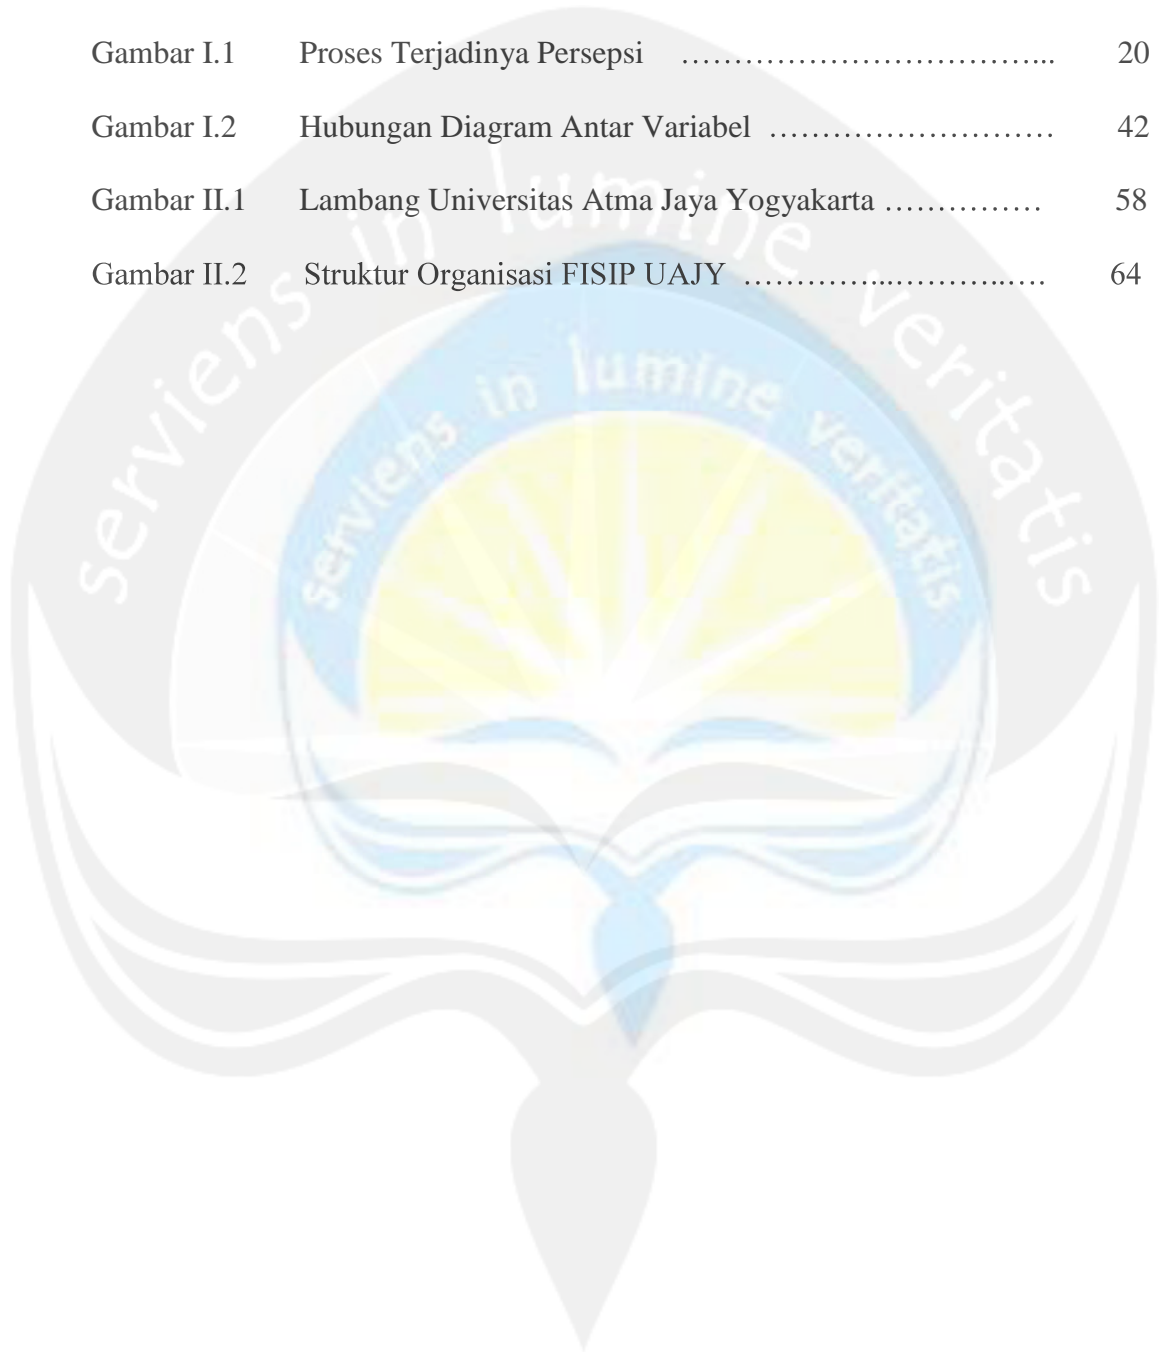 Gambar I.1 Proses Terjadinya Persepsi ……………………………... 20
Gambar I.2 Hubungan Diagram Antar Variabel ……………………… 42
Gambar II.1 Lambang Universitas Atma Jaya Yogyakarta …………… 58
Gambar II.2 Struktur Organisasi FISIP UAJY …………...………...…. 64
serviens in lumine veritatis
serviens in lumine veritatis